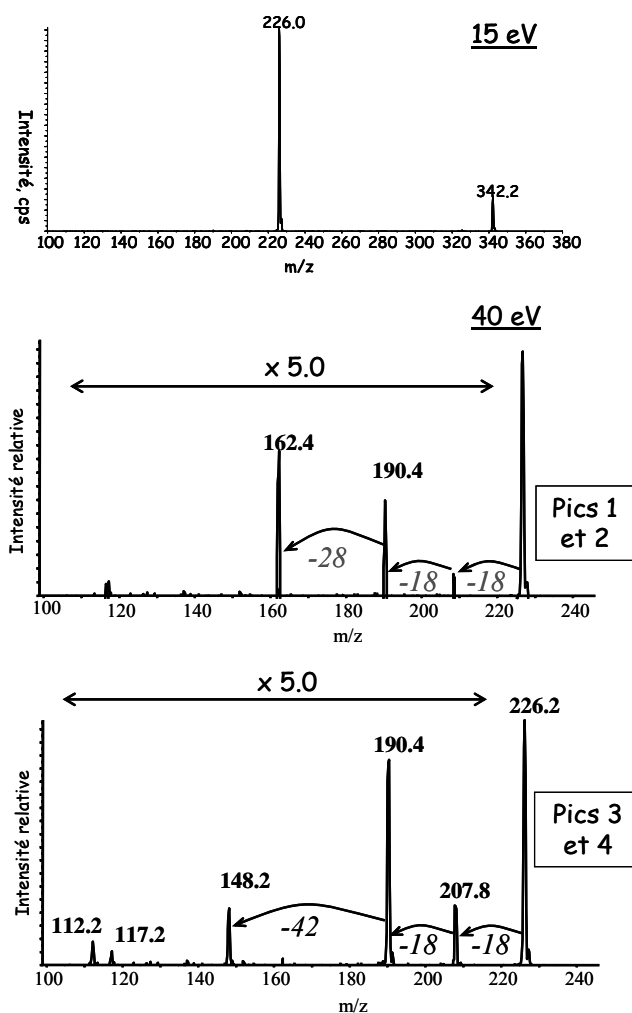 226.0
15 eV
Intensité, cps
342.2
100 120 140 160 180 200 220 240 260 280 300 320 340 360 380
m/z
40 eV
x 5.0
Intensité relative
162.4
190.4
Pics 1
et 2
-28
-18
-18
100 120 140 160 180 200 220 240
m/z
x 5.0
226.2
Intensité relative
190.4
Pics 3
et 4
148.2
207.8
112.2
117.2
-42
-18
-18
100 120 140 160 180 200 220 240
m/z